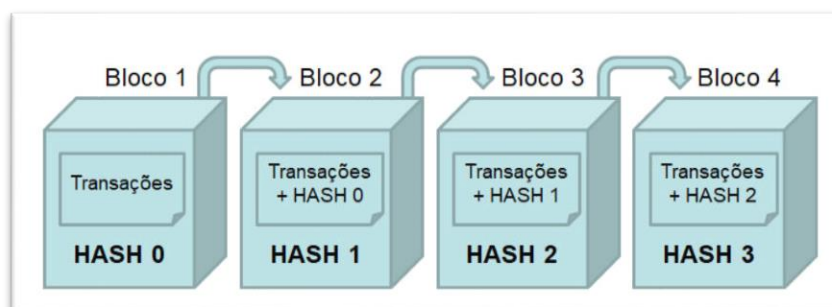 Bloco 1
Bloco 2
Bloco 3
Bloco 4
Transações
HASH 0
Transações
+ HASH 0
HASH 1
Transações
+ HASH 1
HASH 2
Transações
+ HASH 2
HASH 3